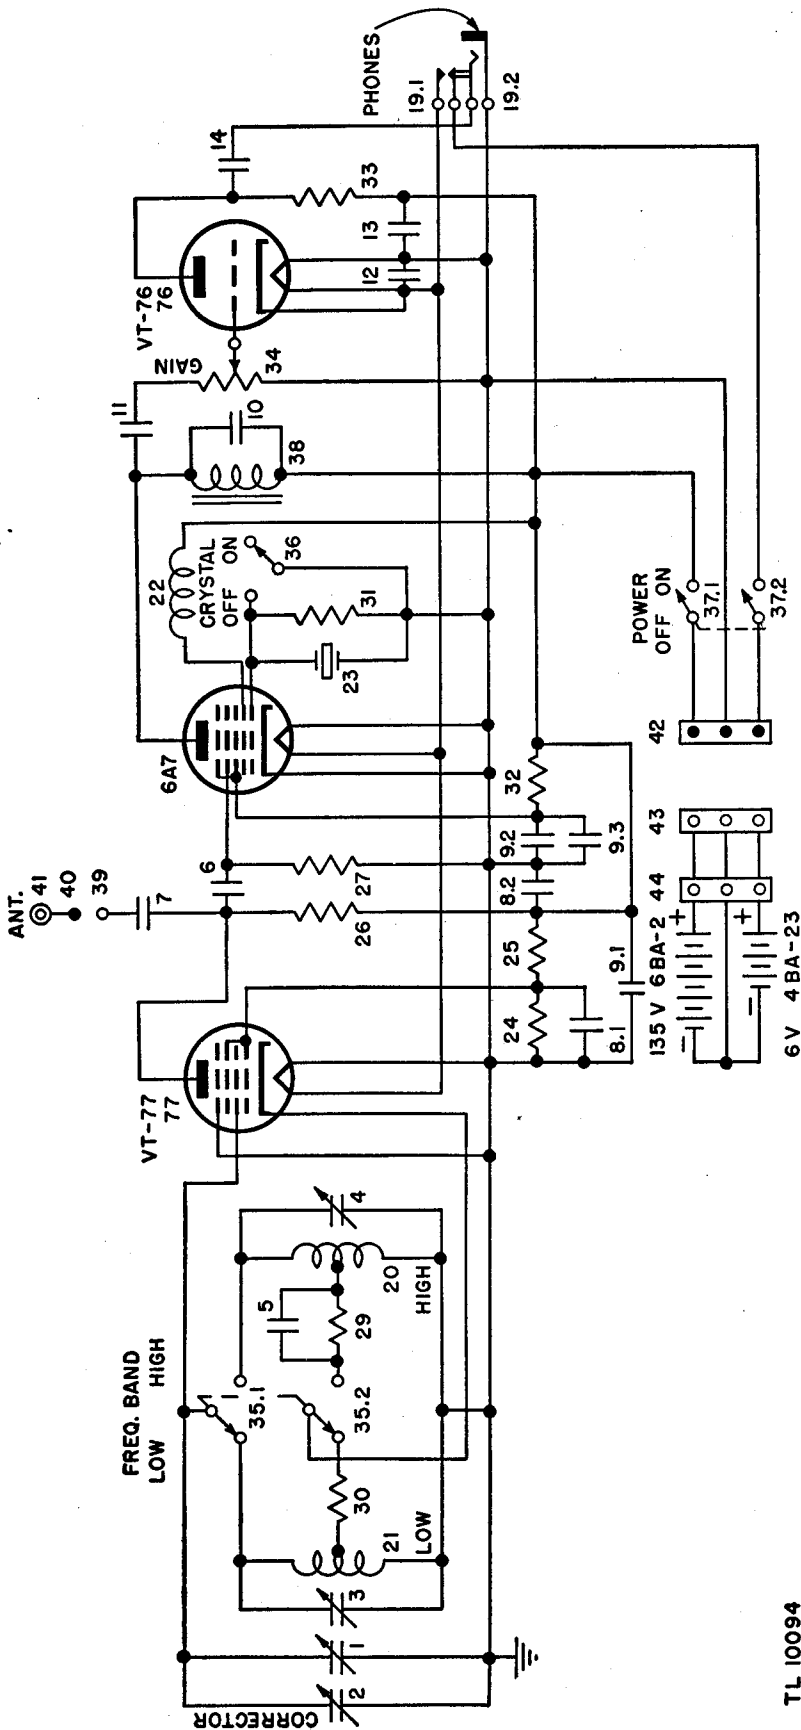 ANT.
41
40
39
7
6
FREQ. BAND
LOW HIGH
VT-77
77
6A7
VT-76
76
PHONES
CORRECTOR
2
1
3
21
LOW
30
35.1
35.2
5
29
20
HIGH
4
26
27
22
CRYSTAL
OFF ON
36
23
31
38
10
11
GAIN
34
12
13
33
14
19.1
19.2
24
25
8.1
8.2
9.1
9.2
9.3
32
135 V 6 BA-2
+
−
6 V 4 BA-23
+
−
44
43
42
POWER
OFF ON
37.1
37.2
TL 10094